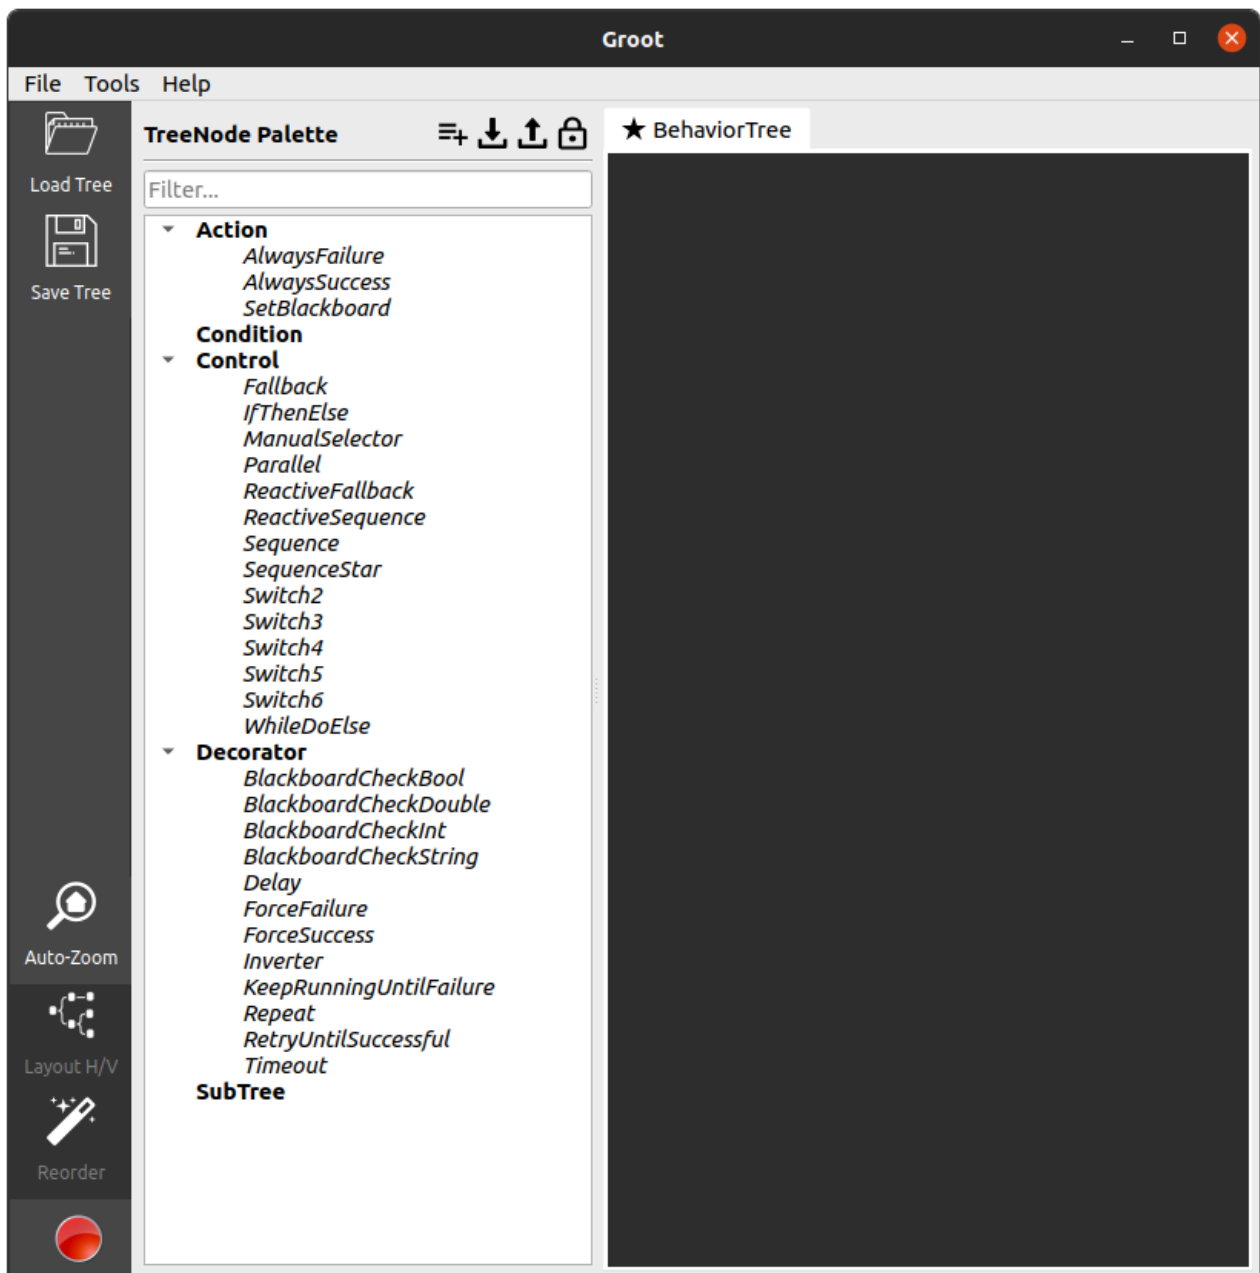 Groot
File Tools Help
Load Tree
Save Tree
Auto-Zoom
Layout H/V
Reorder
TreeNode Palette
Filter...
Action
AlwaysFailure
AlwaysSuccess
SetBlackboard
Condition
Control
Fallback
IfThenElse
ManualSelector
Parallel
ReactiveFallback
ReactiveSequence
Sequence
SequenceStar
Switch2
Switch3
Switch4
Switch5
Switch6
WhileDoElse
Decorator
BlackboardCheckBool
BlackboardCheckDouble
BlackboardCheckInt
BlackboardCheckString
Delay
ForceFailure
ForceSuccess
Inverter
KeepRunningUntilFailure
Repeat
RetryUntilSuccessful
Timeout
SubTree
★ BehaviorTree